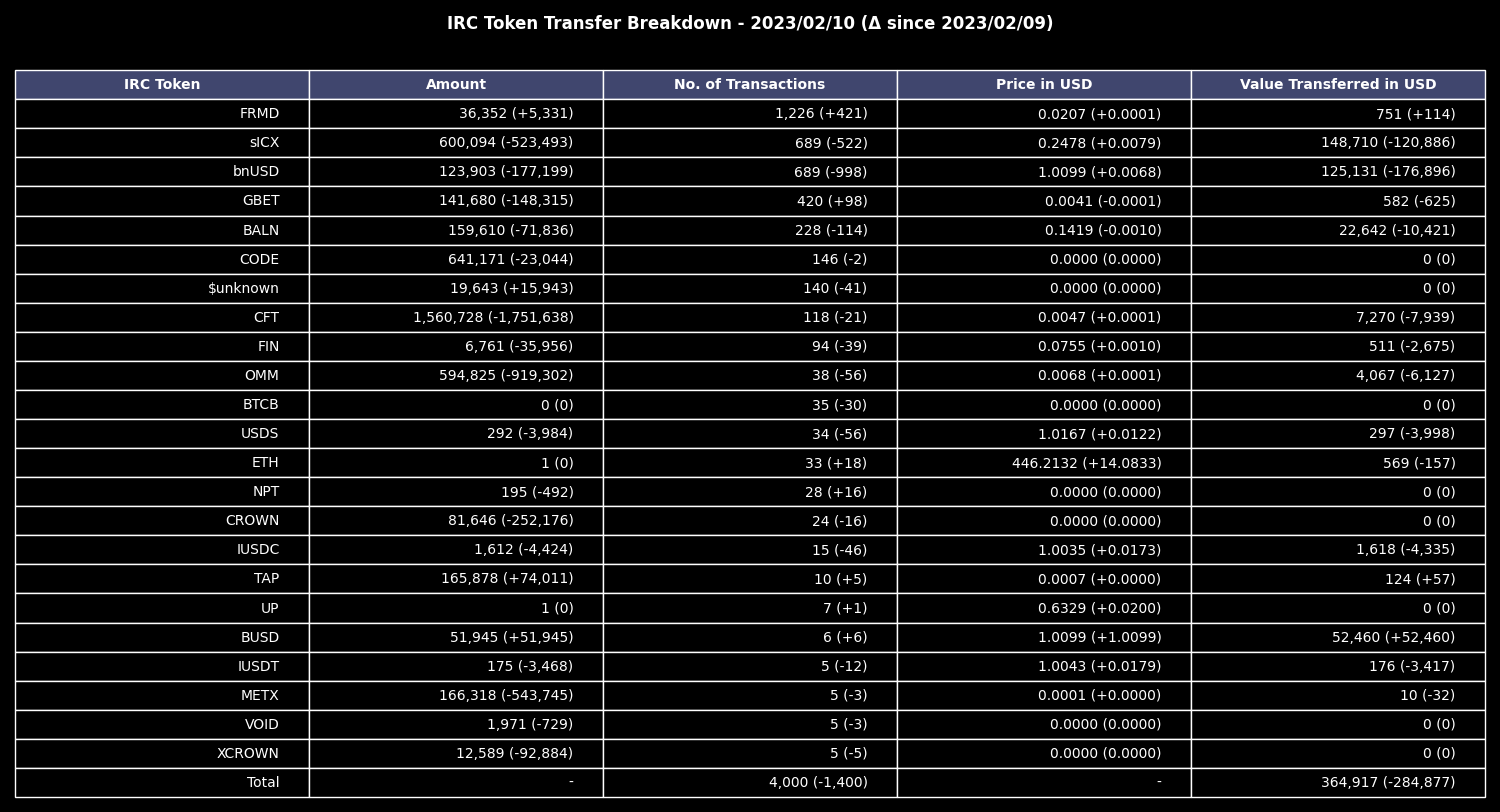 IRC Token Transfer Breakdown - 2023/02/10 (Δ since 2023/02/09)
IRC Token Amount No. of Transactions Price in USD Value Transferred in USD
FRMD 36,352 (+5,331) 1,226 (+421) 0.0207 (+0.0001) 751 (+114)
sICX 600,094 (-523,493) 689 (-522) 0.2478 (+0.0079) 148,710 (-120,886)
bnUSD 123,903 (-177,199) 689 (-998) 1.0099 (+0.0068) 125,131 (-176,896)
GBET 141,680 (-148,315) 420 (+98) 0.0041 (-0.0001) 582 (-625)
BALN 159,610 (-71,836) 228 (-114) 0.1419 (-0.0010) 22,642 (-10,421)
CODE 641,171 (-23,044) 146 (-2) 0.0000 (0.0000) 0 (0)
$unknown 19,643 (+15,943) 140 (-41) 0.0000 (0.0000) 0 (0)
CFT 1,560,728 (-1,751,638) 118 (-21) 0.0047 (+0.0001) 7,270 (-7,939)
FIN 6,761 (-35,956) 94 (-39) 0.0755 (+0.0010) 511 (-2,675)
OMM 594,825 (-919,302) 38 (-56) 0.0068 (+0.0001) 4,067 (-6,127)
BTCB 0 (0) 35 (-30) 0.0000 (0.0000) 0 (0)
USDS 292 (-3,984) 34 (-56) 1.0167 (+0.0122) 297 (-3,998)
ETH 1 (0) 33 (+18) 446.2132 (+14.0833) 569 (-157)
NPT 195 (-492) 28 (+16) 0.0000 (0.0000) 0 (0)
CROWN 81,646 (-252,176) 24 (-16) 0.0000 (0.0000) 0 (0)
IUSDC 1,612 (-4,424) 15 (-46) 1.0035 (+0.0173) 1,618 (-4,335)
TAP 165,878 (+74,011) 10 (+5) 0.0007 (+0.0000) 124 (+57)
UP 1 (0) 7 (+1) 0.6329 (+0.0200) 0 (0)
BUSD 51,945 (+51,945) 6 (+6) 1.0099 (+1.0099) 52,460 (+52,460)
IUSDT 175 (-3,468) 5 (-12) 1.0043 (+0.0179) 176 (-3,417)
METX 166,318 (-543,745) 5 (-3) 0.0001 (+0.0000) 10 (-32)
VOID 1,971 (-729) 5 (-3) 0.0000 (0.0000) 0 (0)
XCROWN 12,589 (-92,884) 5 (-5) 0.0000 (0.0000) 0 (0)
Total - 4,000 (-1,400) - 364,917 (-284,877)